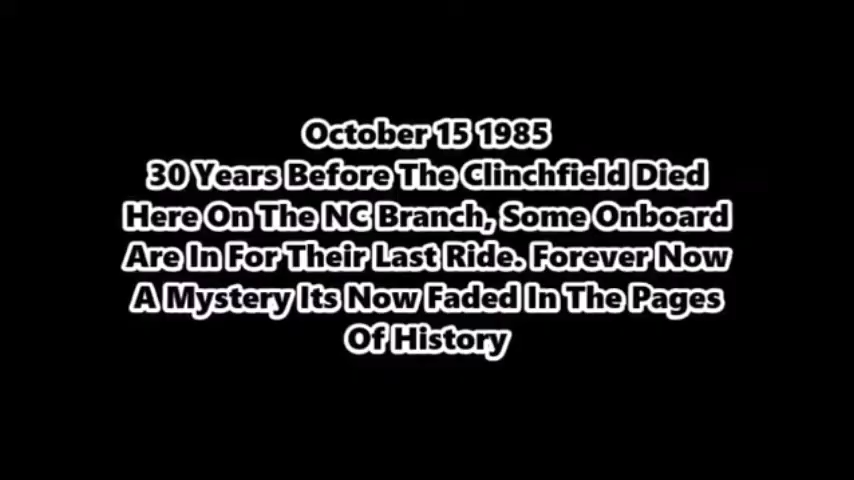 October 15 1985
30 Years Before The Clinchfield Died
Here On The NC Branch, Some Onboard
Are In For Their Last Ride. Forever Now
A Mystery Its Now Faded In The Pages
Of History